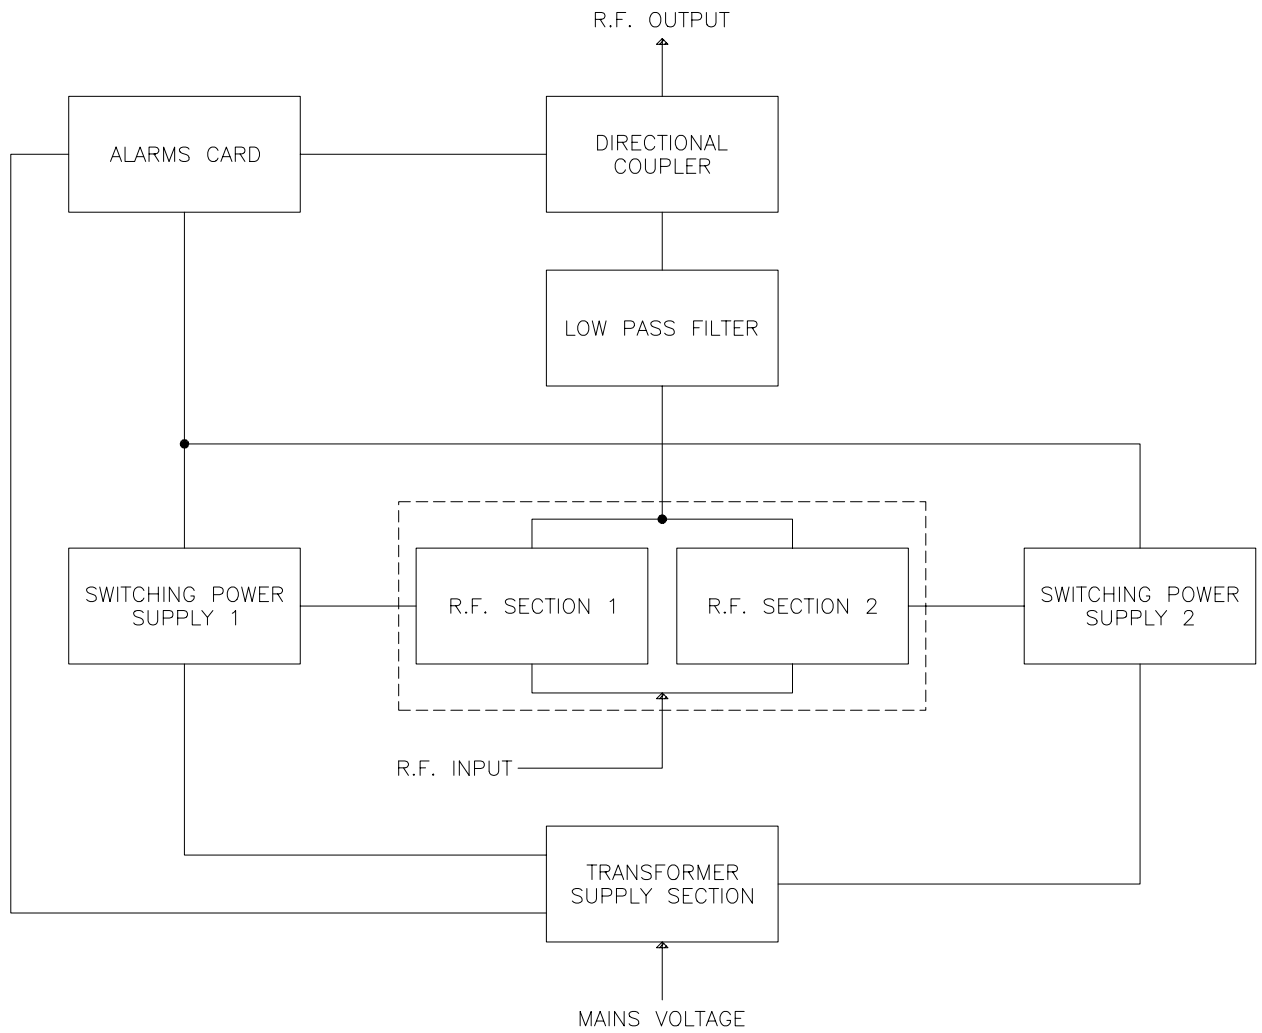 R.F. OUTPUT
ALARMS CARD
DIRECTIONAL
COUPLER
LOW PASS FILTER
SWITCHING POWER
SUPPLY 1
R.F. SECTION 1
R.F. SECTION 2
SWITCHING POWER
SUPPLY 2
R.F. INPUT
TRANSFORMER
SUPPLY SECTION
MAINS VOLTAGE